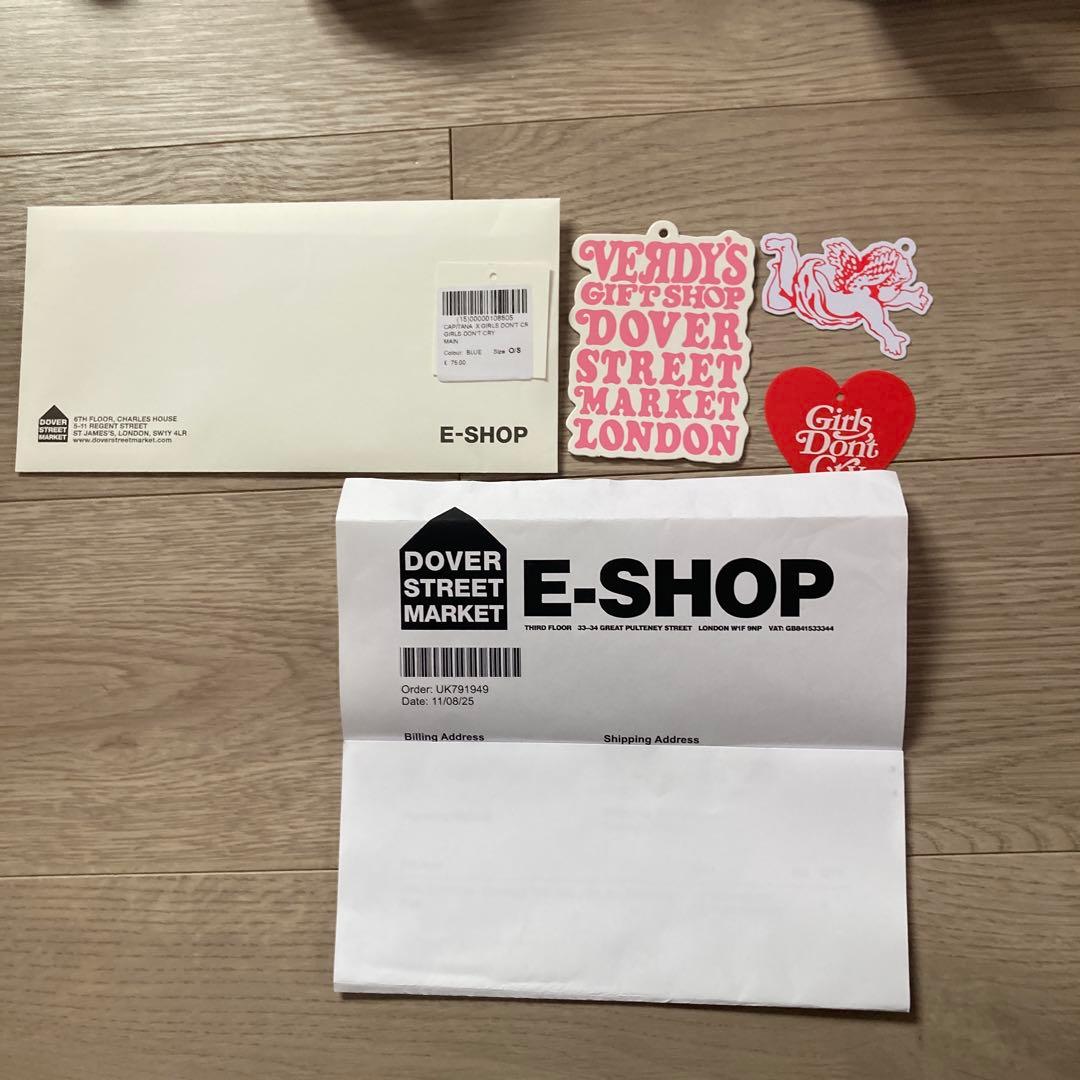 (15)00000108605
CAPITANA X GIRLS DON'T CR
GIRLS DON'T CRY
MAIN
Colour: BLUE Size O/S
£ 75.00
DOVER
STREET
MARKET
6TH FLOOR, CHARLES HOUSE
5-11 REGENT STREET
ST JAMES'S, LONDON, SW1Y 4LR
www.doverstreetmarket.com
E-SHOP
VERDY'S
GIFT SHOP
DOVER
STREET
MARKET
LONDON
Girls
Don't
Cry
DOVER
STREET
MARKET
E-SHOP
THIRD FLOOR 33-34 GREAT PULTENEY STREET LONDON W1F 9NP VAT: GB841533344
Order: UK791949
Date: 11/08/25
Billing Address Shipping Address